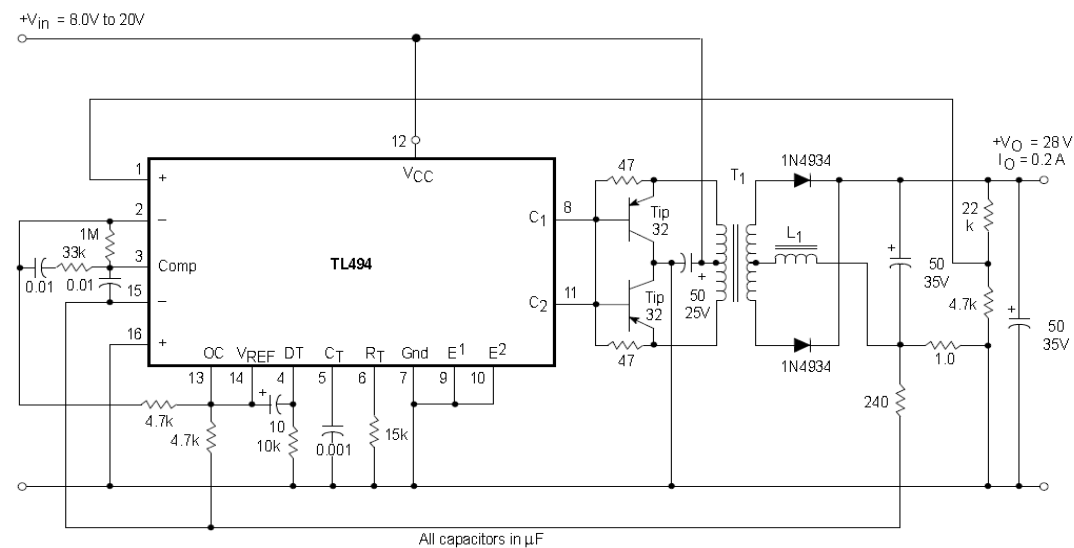 +Vin = 8.0V to 20V
12
VCC
1
+
2
–
1M
33k
3
Comp
0.01
0.01
15
–
16
+
TL494
C1
8
C2
11
OC
VREF
DT
CT
RT
Gnd
E1
E2
13
14
4
5
6
7
9
10
+
4.7k
4.7k
10
10k
0.001
15k
47
Tip
32
Tip
32
47
+
50
25V
T1
1N4934
L1
1N4934
+
50
35V
240
1.0
22
k
4.7k
+
50
35V
+VO = 28 V
IO = 0.2 A
All capacitors in µF